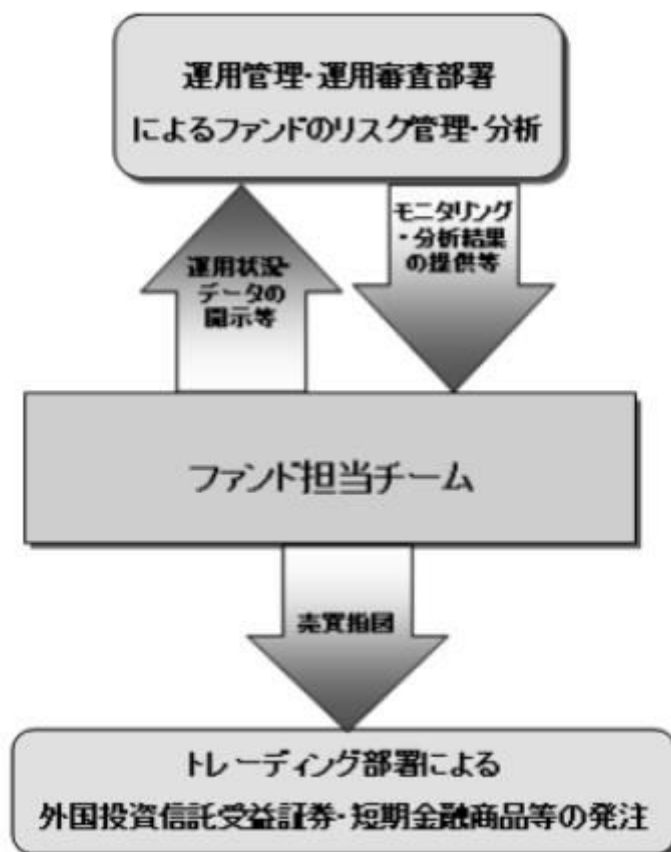 運用管理・運用審査部署
によるファンドのリスク管理・分析
モニタリング
・分析結果
の提供等
運用状況・
データの
開示等
ファンド担当チーム
売買指図
トレーディング部署による
外国投資信託受益証券・短期金融商品等の発注